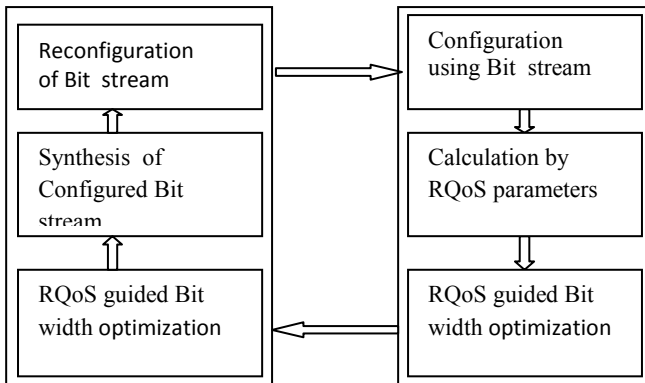 Reconfiguration
of Bit stream
Synthesis of
Configured Bit
stream
RQoS guided Bit
width optimization
Configuration
using Bit stream
Calculation by
RQoS parameters
RQoS guided Bit
width optimization